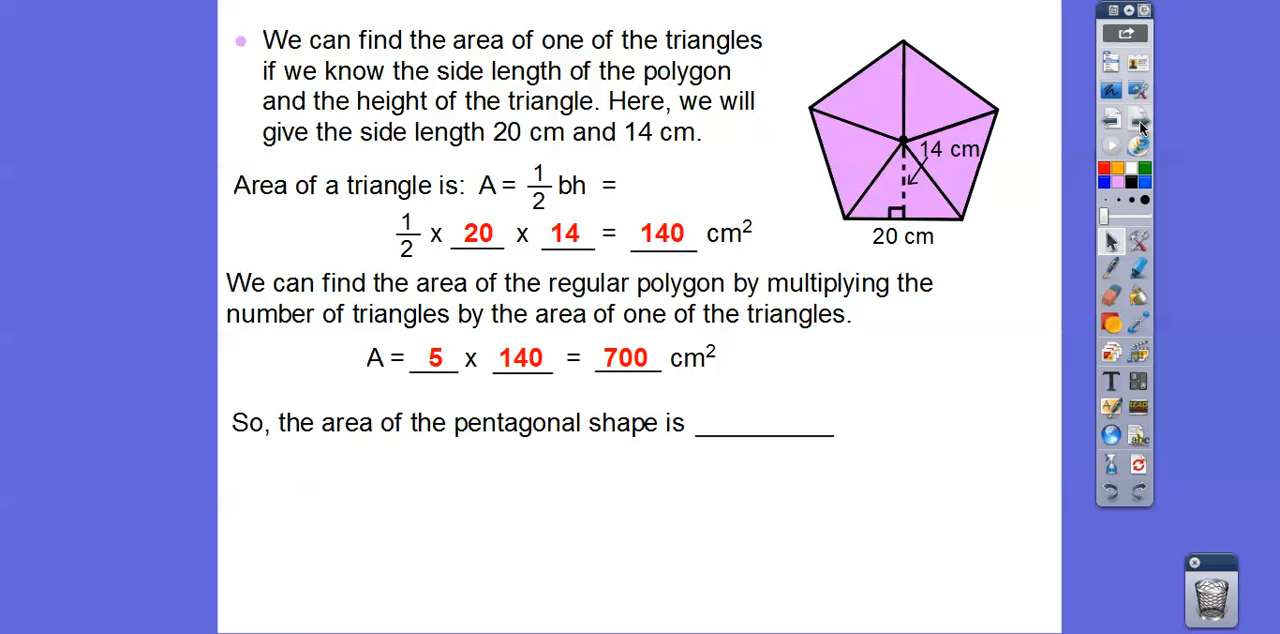 • We can find the area of one of the triangles
if we know the side length of the polygon
and the height of the triangle. Here, we will
give the side length 20 cm and 14 cm.
Area of a triangle is: A = 1/2 bh =
1/2 x 20 x 14 = 140 cm²
14 cm
20 cm
We can find the area of the regular polygon by multiplying the
number of triangles by the area of one of the triangles.
A = 5 x 140 = 700 cm²
So, the area of the pentagonal shape is __________